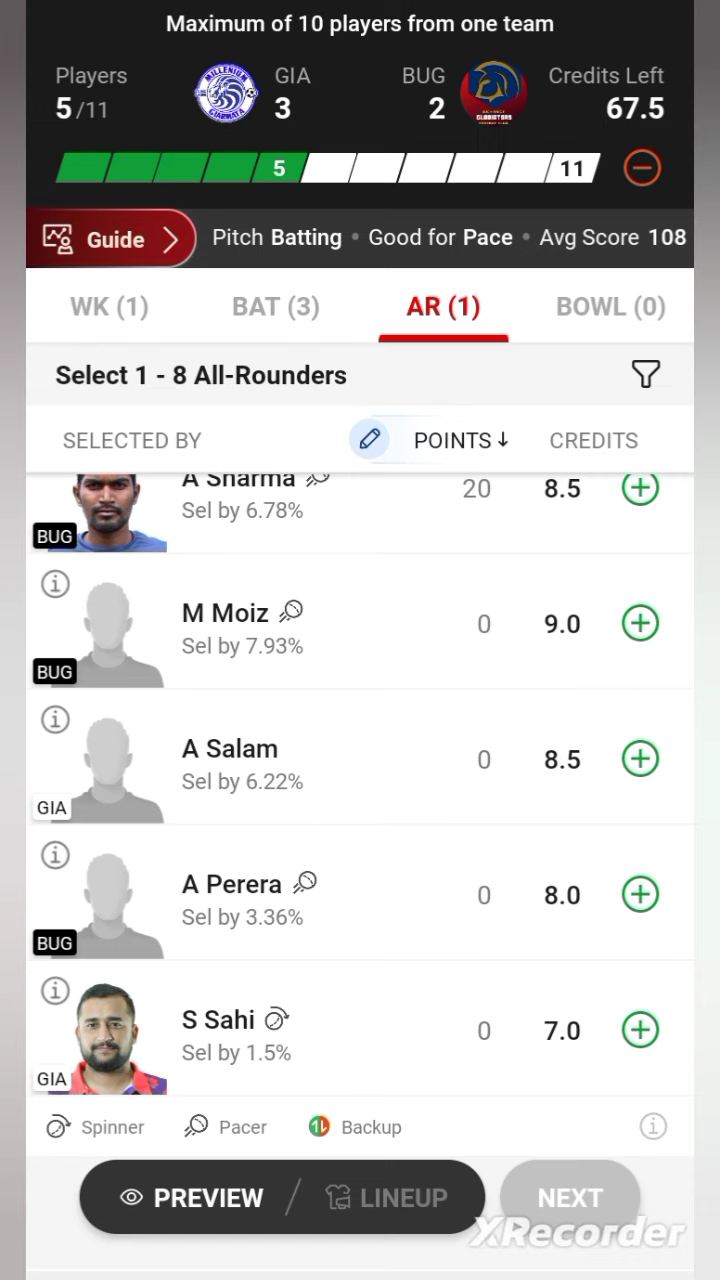 Maximum of 10 players from one team
Players GIA BUG Credits Left
5/11 3 2 67.5
MILLENIUM
GIARMATA
GLADIATORS
5 11
Guide Pitch Batting • Good for Pace • Avg Score 108
WK (1) BAT (3) AR (1) BOWL (0)
Select 1 - 8 All-Rounders
SELECTED BY POINTS↓ CREDITS
A Sharma 20 8.5
Sel by 6.78%
BUG
M Moiz 0 9.0
Sel by 7.93%
BUG
A Salam 0 8.5
Sel by 6.22%
GIA
A Perera 0 8.0
Sel by 3.36%
BUG
S Sahi 0 7.0
Sel by 1.5%
GIA
Spinner Pacer Backup
PREVIEW / LINEUP NEXT
XRecorder